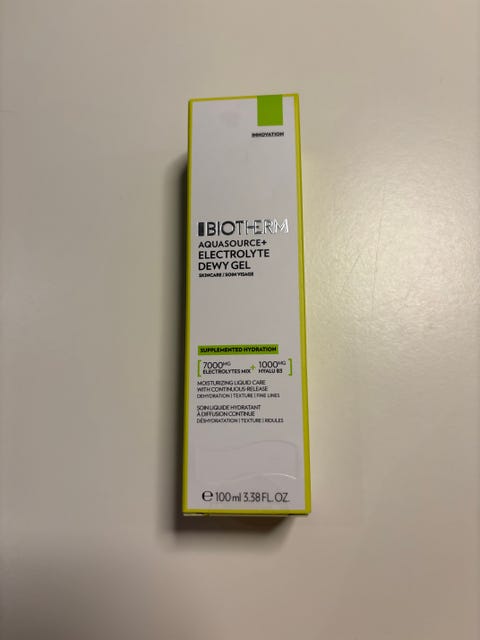 INNOVATION
BIOTHERM
AQUASOURCE+
ELECTROLYTE
DEWY GEL
SKINCARE / SOIN VISAGE
SUPPLEMENTED HYDRATION
[7000MG + 1000MG]
ELECTROLYTES MIX HYALU B3
MOISTURIZING LIQUID CARE
WITH CONTINUOUS-RELEASE
DEHYDRATION | TEXTURE | FINE LINES
SOIN LIQUIDE HYDRATANT
À DIFFUSION CONTINUE
DÉSHYDRATATION | TEXTURE | RIDULES
℮ 100 ml 3.38 FL.OZ.